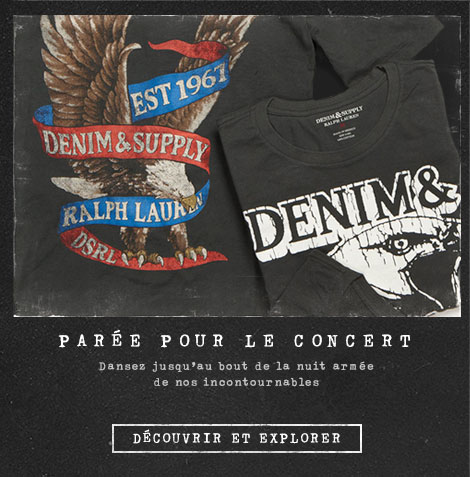 EST 1967
DENIM & SUPPLY
RALPH LAUREN
DSRL
DENIM & SUPPLY
RALPH LAUREN
DENIM &
PARÉE POUR LE CONCERT
Dansez jusqu'au bout de la nuit armée
de nos incontournables
DÉCOUVRIR ET EXPLORER